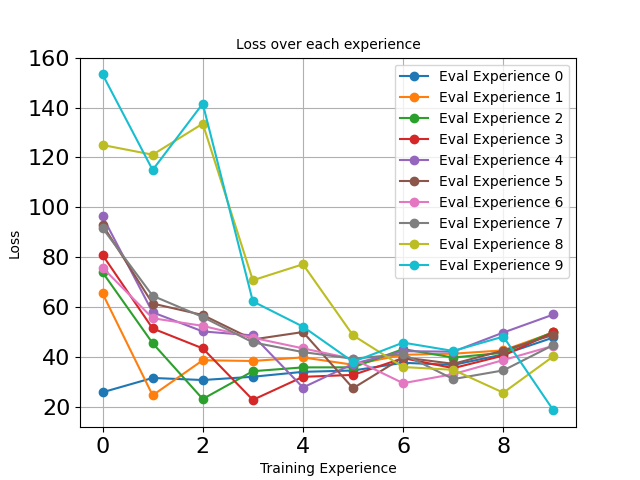 Loss over each experience
160
140
120
100
80
60
40
20
Loss
0 2 4 6 8
Training Experience
Eval Experience 0
Eval Experience 1
Eval Experience 2
Eval Experience 3
Eval Experience 4
Eval Experience 5
Eval Experience 6
Eval Experience 7
Eval Experience 8
Eval Experience 9